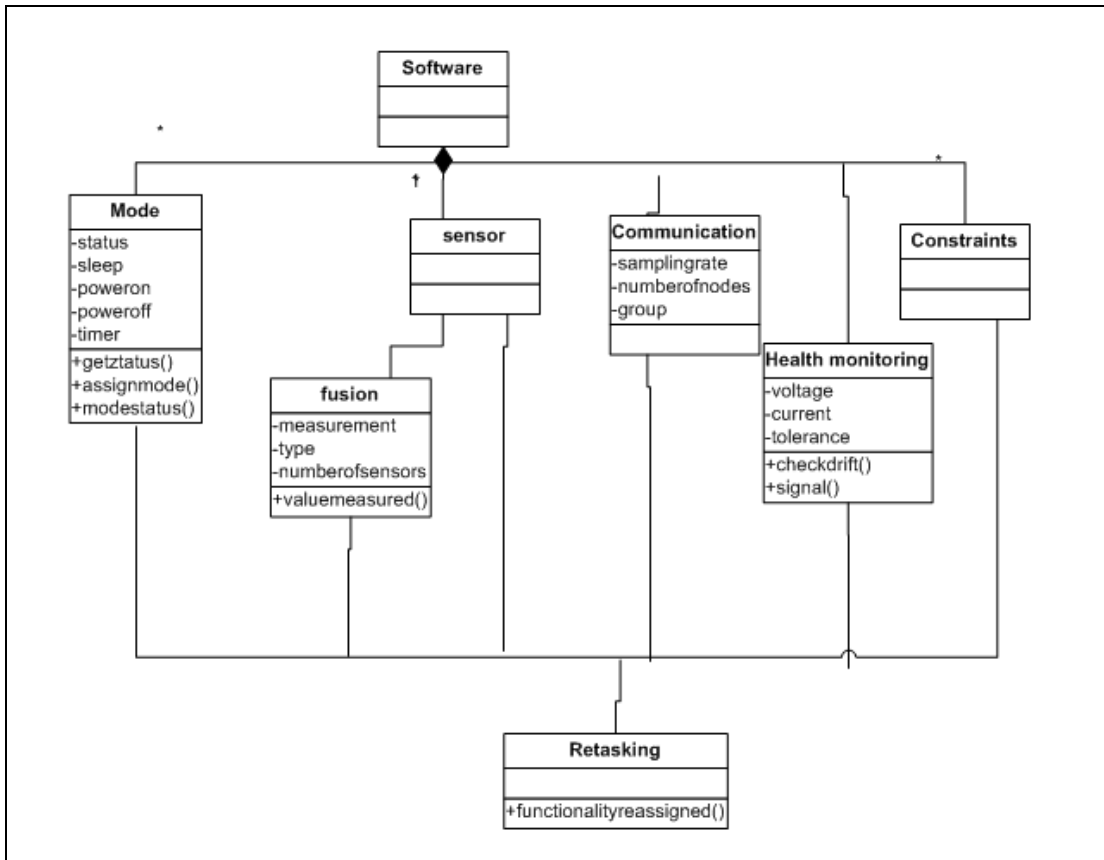 Software
*
*
Mode
-status
-sleep
-poweron
-poweroff
-timer
+getztatus()
+assignmode()
+modestatus()
sensor
Communication
-samplingrate
-numberofnodes
-group
Constraints
fusion
-measurement
-type
-numberofsensors
+valuemeasured()
Health monitoring
-voltage
-current
-tolerance
+checkdrift()
+signal()
Retasking
+functionalityreassigned()